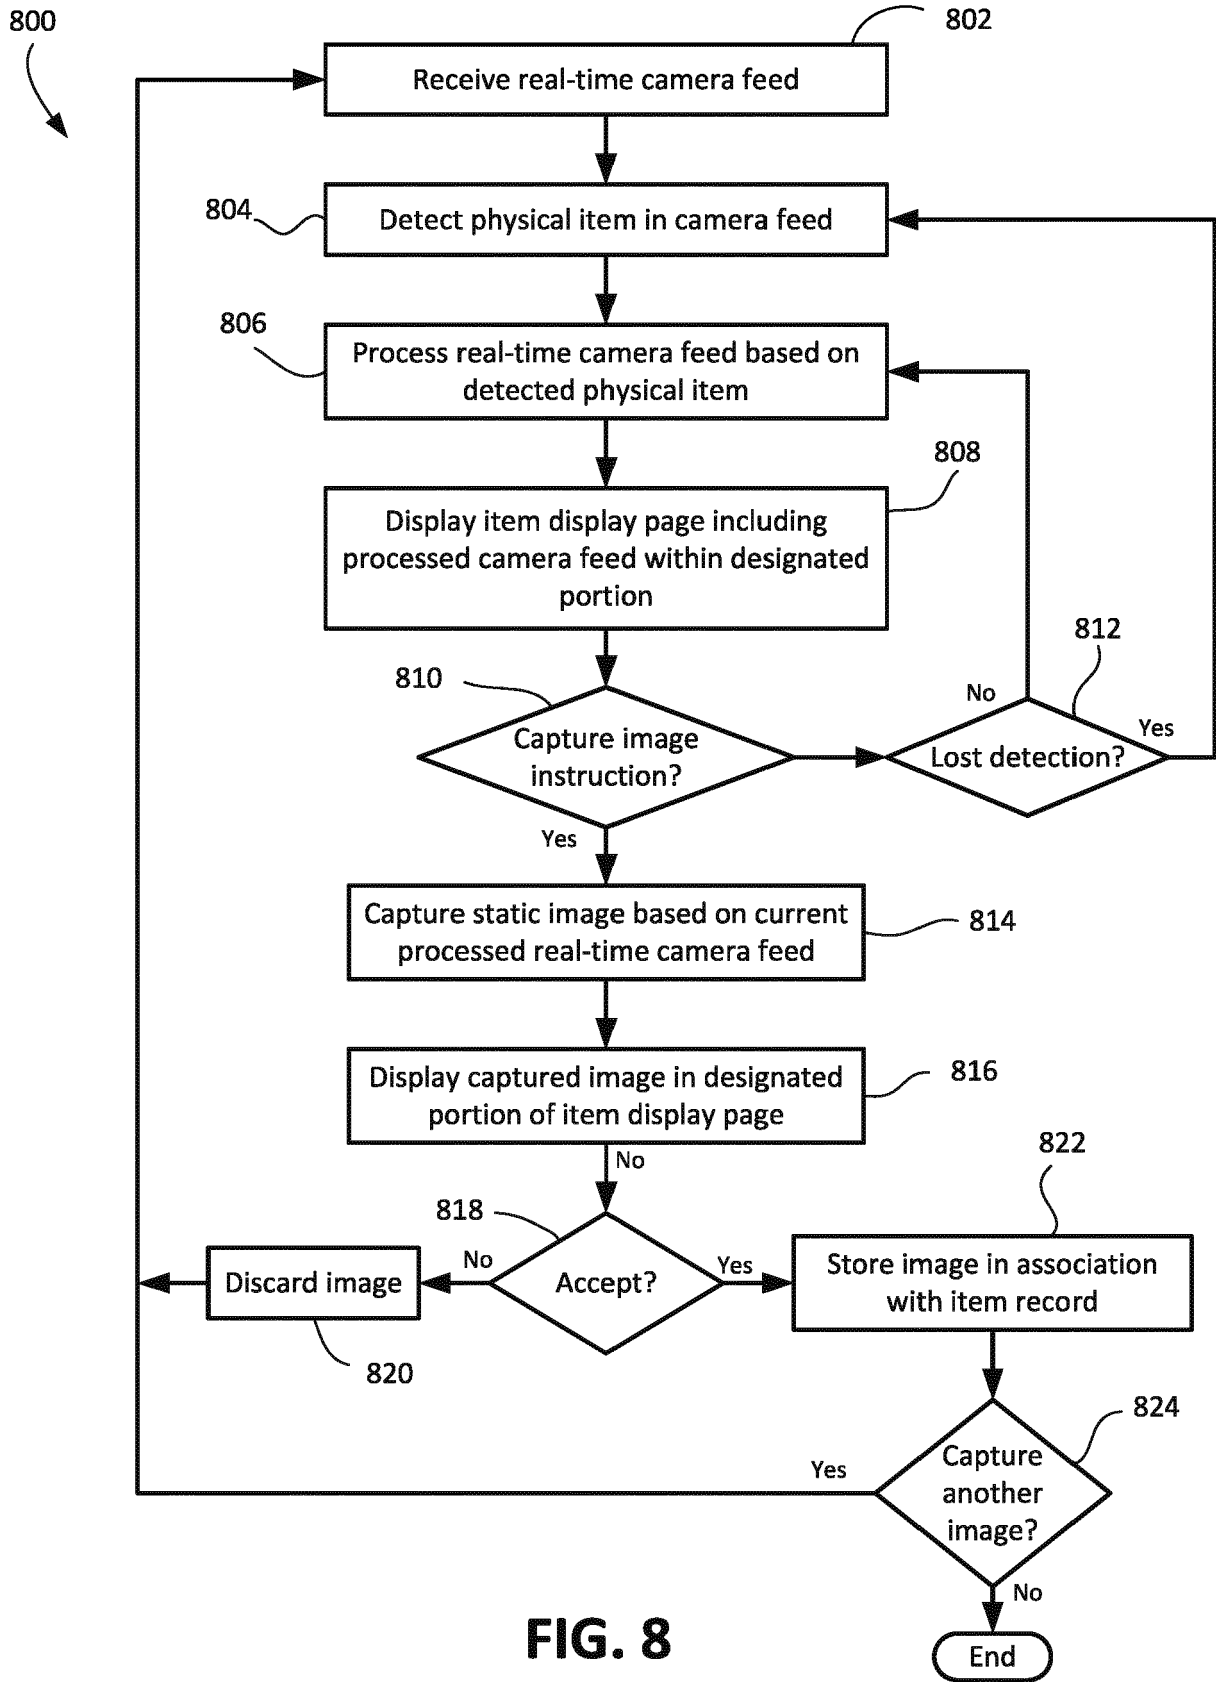 800
802
Receive real-time camera feed
804
Detect physical item in camera feed
806
Process real-time camera feed based on
detected physical item
808
Display item display page including
processed camera feed within designated
portion
810
Capture image
instruction?
812
No
Yes
Lost detection?
Yes
814
Capture static image based on current
processed real-time camera feed
816
Display captured image in designated
portion of item display page
No
818
Accept?
No
Yes
Discard image
820
822
Store image in association
with item record
824
Capture
another
image?
Yes
No
End
FIG. 8